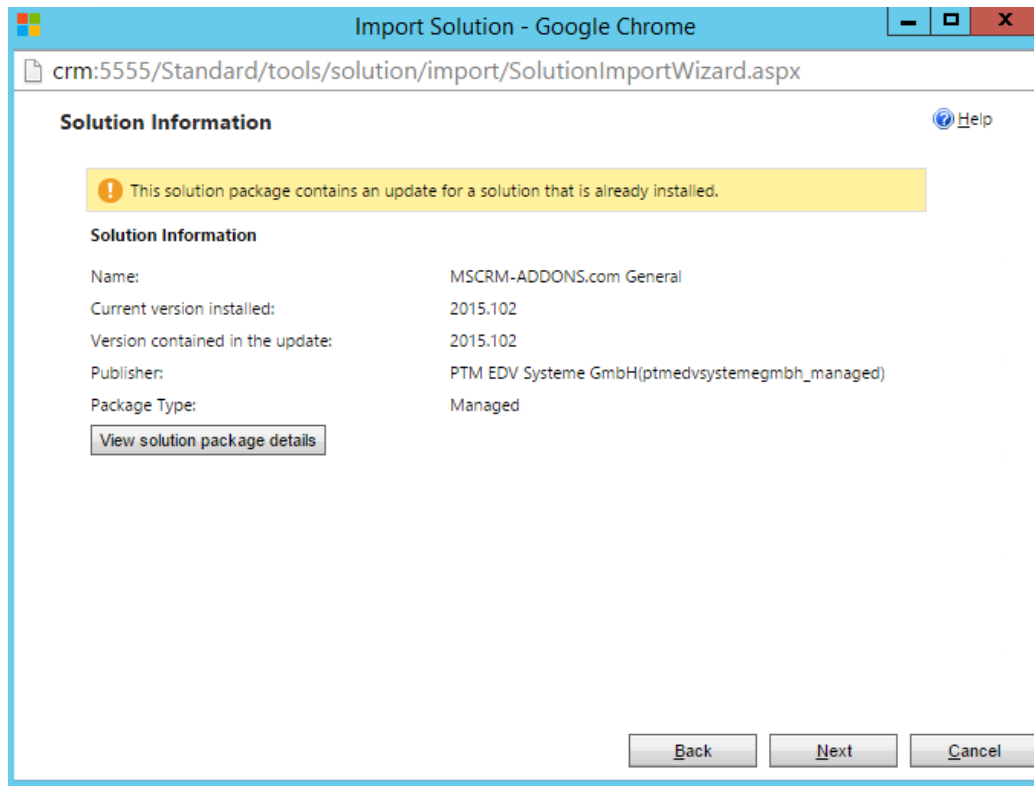 Import Solution - Google Chrome
crm:5555/Standard/tools/solution/import/SolutionImportWizard.aspx
Solution Information
Help
This solution package contains an update for a solution that is already installed.
Solution Information
Name: MSCRM-ADDONS.com General
Current version installed: 2015.102
Version contained in the update: 2015.102
Publisher: PTM EDV Systeme GmbH(ptmedvsystemegmbh_managed)
Package Type: Managed
View solution package details
Back Next Cancel